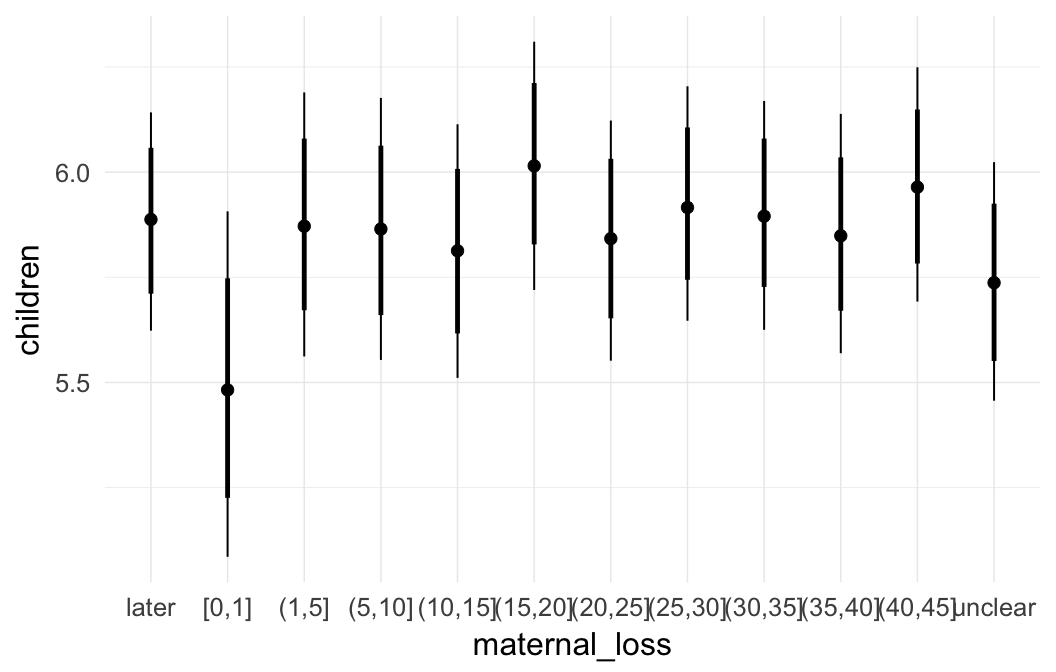 6.0
children
5.5
later [0,1] (1,5] (5,10] (10,15] (15,20] (20,25] (25,30] (30,35] (35,40] (40,45] unclear
maternal_loss